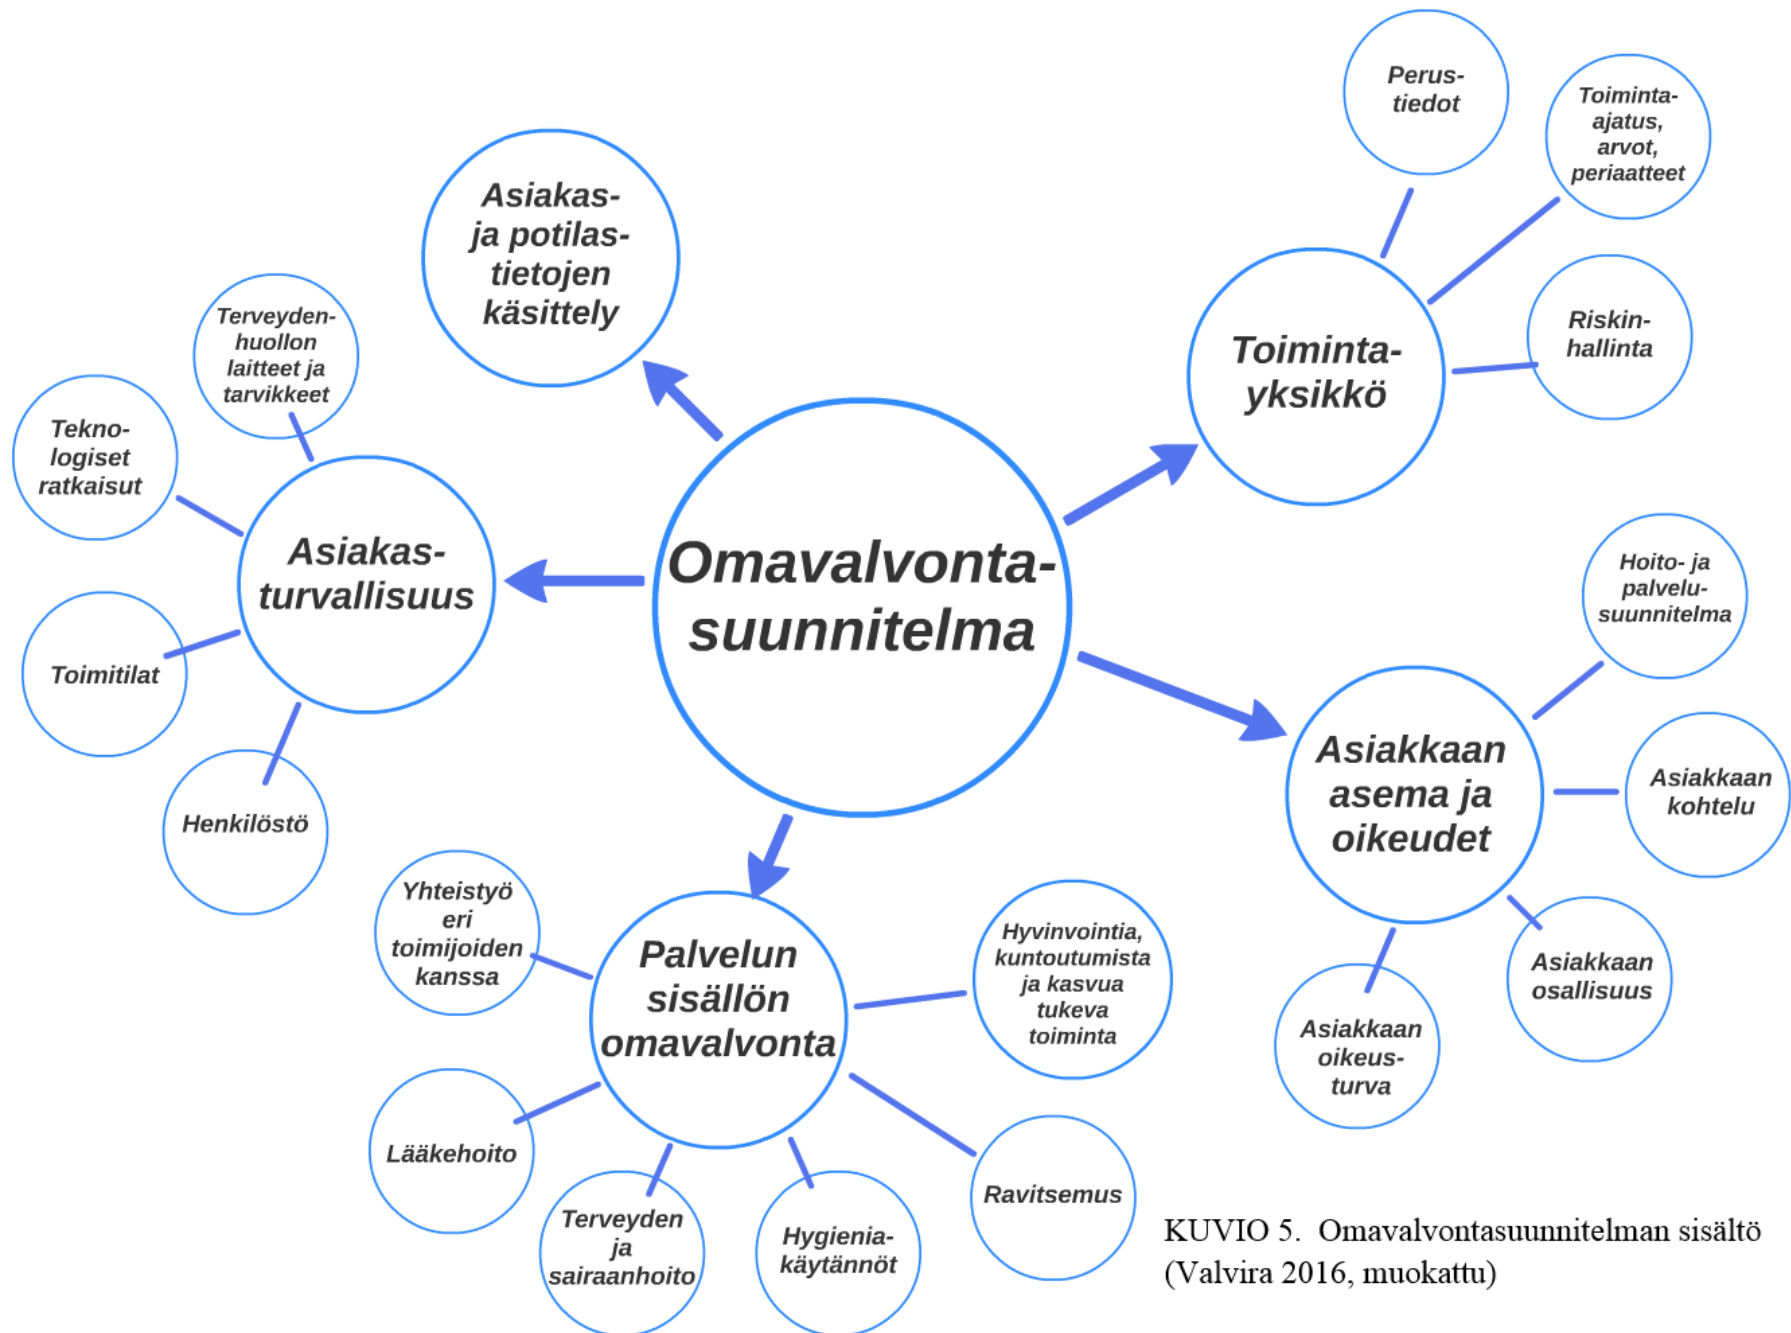 Omavalvonta-
suunnitelma
Asiakas-
ja potilas-
tietojen
käsittely
Toiminta-
yksikkö
Perus-
tiedot
Toiminta-
ajatus,
arvot,
periaatteet
Riskin-
hallinta
Asiakkaan
asema ja
oikeudet
Hoito- ja
palvelu-
suunnitelma
Asiakkaan
kohtelu
Asiakkaan
osallisuus
Asiakkaan
oikeus-
turva
Palvelun
sisällön
omavalvonta
Hyvinvointia,
kuntoutumista
ja kasvua
tukeva
toiminta
Ravitsemus
Hygienia-
käytännöt
Terveyden
ja
sairaanhoito
Lääkehoito
Yhteistyö
eri
toimijoiden
kanssa
Asiakas-
turvallisuus
Terveyden-
huollon
laitteet ja
tarvikkeet
Tekno-
logiset
ratkaisut
Toimitilat
Henkilöstö
KUVIO 5. Omavalvontasuunnitelman sisältö
(Valvira 2016, muokattu)